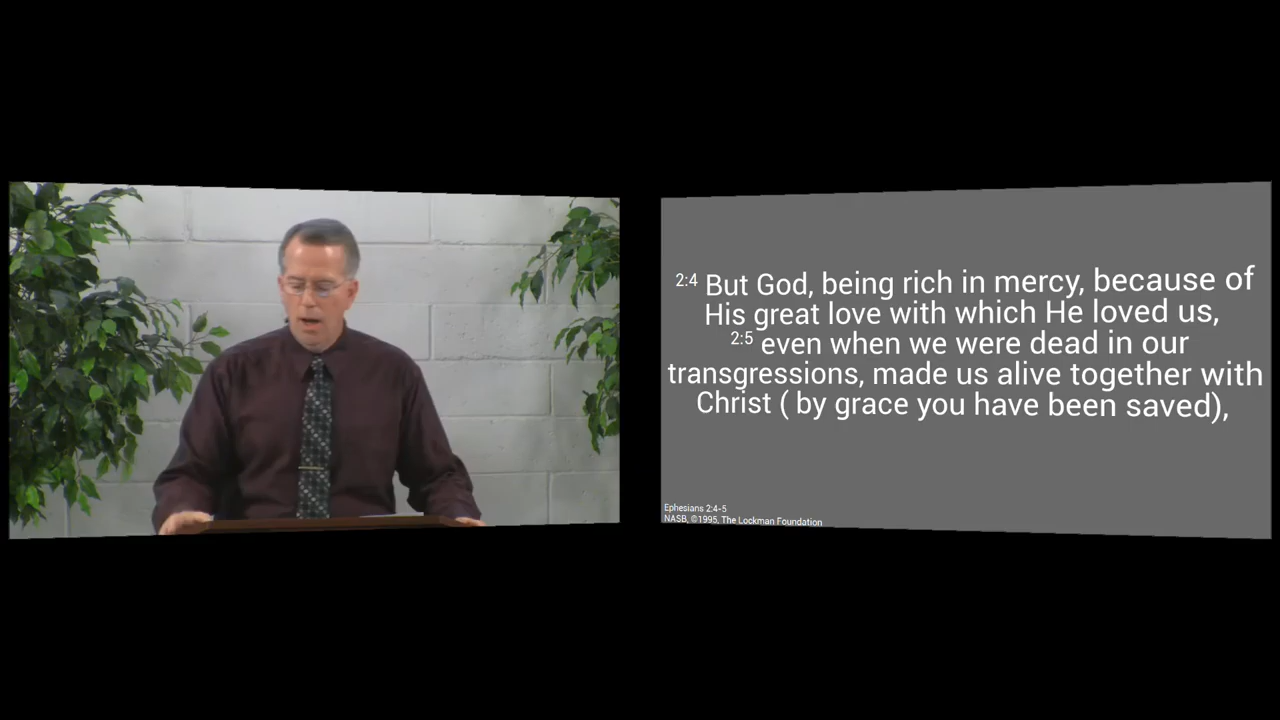 2:4 But God, being rich in mercy, because of
His great love with which He loved us,
2:5 even when we were dead in our
transgressions, made us alive together with
Christ ( by grace you have been saved),
Ephesians 2:4-5
NASB, ©1995, The Lockman Foundation